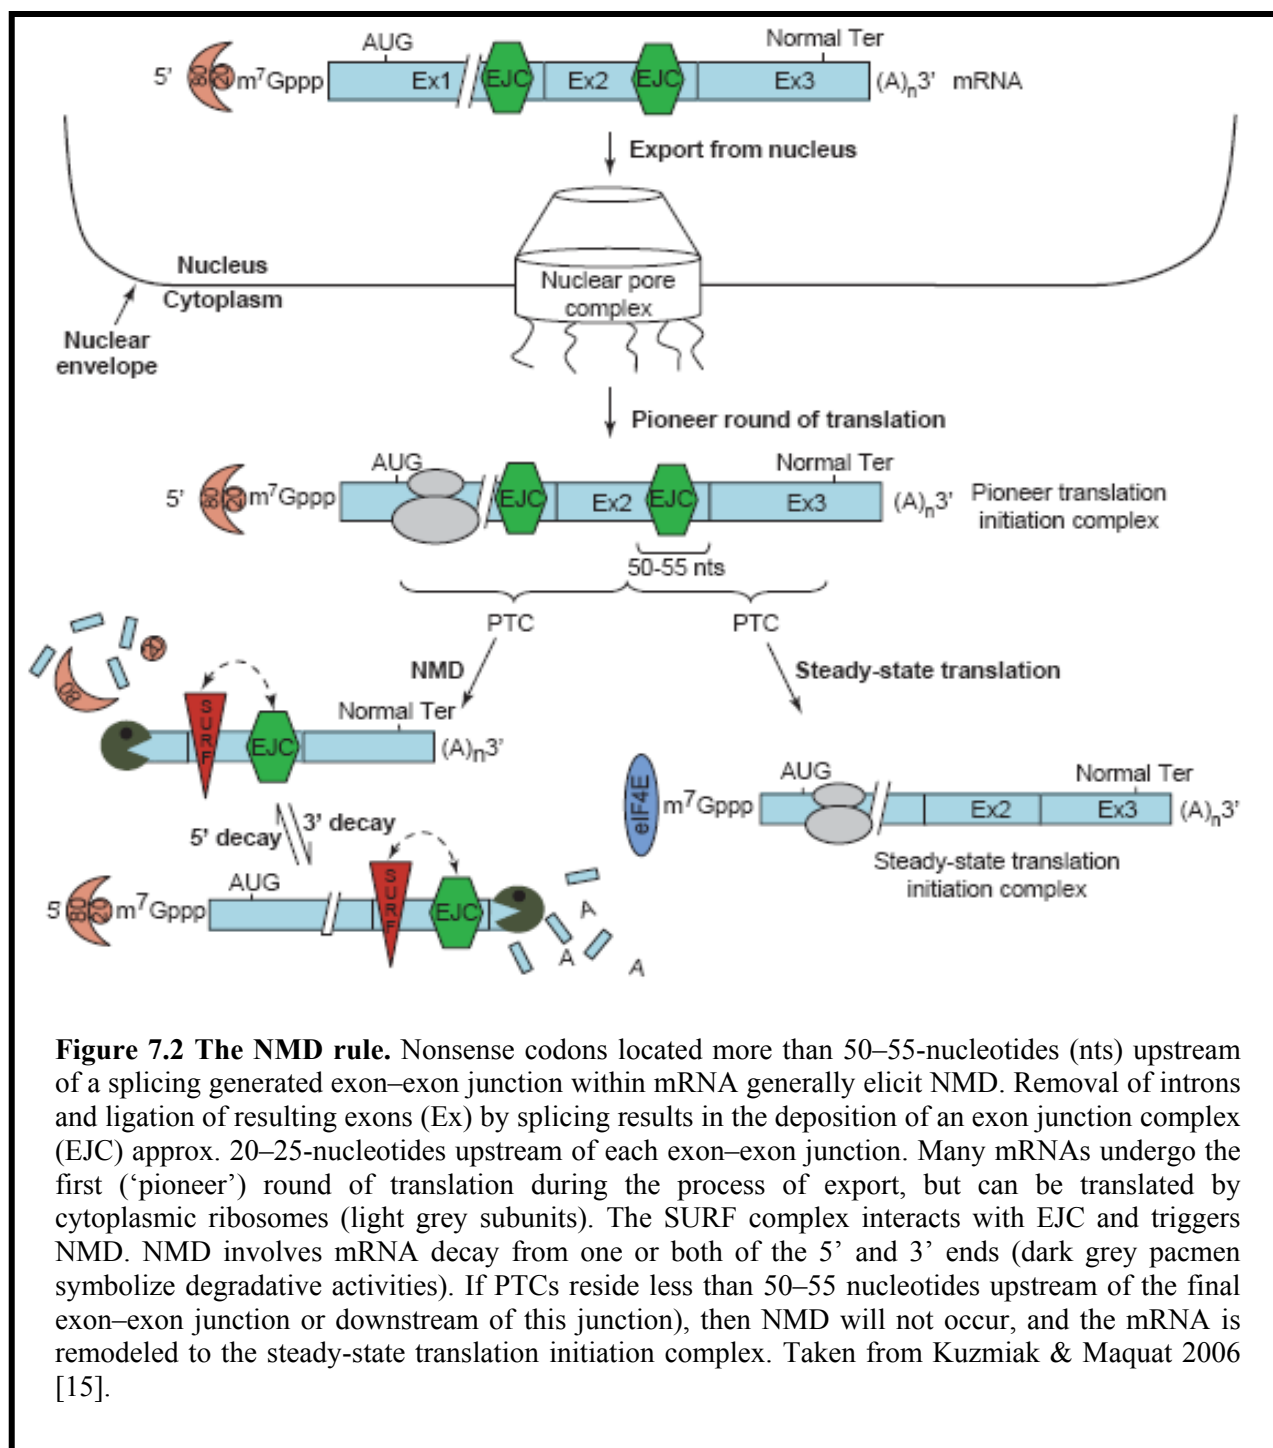 AUG
Normal Ter
5’ 80 20 m7Gppp Ex1 EJC Ex2 EJC Ex3 (A)n3’ mRNA
Export from nucleus
Nucleus
Cytoplasm
Nuclear pore
complex
Nuclear
envelope
Pioneer round of translation
AUG
Normal Ter
5’ 80 20 m7Gppp EJC Ex2 EJC Ex3 (A)n3’
Pioneer translation
initiation complex
50-55 nts
PTC
PTC
NMD
Steady-state translation
80
SURF
EJC
Normal Ter
(A)n3’
5’ decay
3’ decay
eIF4E
m7Gppp
AUG
Ex2
Ex3
Normal Ter
(A)n3’
Steady-state translation
initiation complex
5 80 20 m7Gppp
AUG
SURF
EJC
A
A
A
Figure 7.2 The NMD rule. Nonsense codons located more than 50–55-nucleotides (nts) upstream
of a splicing generated exon–exon junction within mRNA generally elicit NMD. Removal of introns
and ligation of resulting exons (Ex) by splicing results in the deposition of an exon junction complex
(EJC) approx. 20–25-nucleotides upstream of each exon–exon junction. Many mRNAs undergo the
first (‘pioneer’) round of translation during the process of export, but can be translated by
cytoplasmic ribosomes (light grey subunits). The SURF complex interacts with EJC and triggers
NMD. NMD involves mRNA decay from one or both of the 5’ and 3’ ends (dark grey pacmen
symbolize degradative activities). If PTCs reside less than 50–55 nucleotides upstream of the final
exon–exon junction or downstream of this junction), then NMD will not occur, and the mRNA is
remodeled to the steady-state translation initiation complex. Taken from Kuzmiak & Maquat 2006
[15].